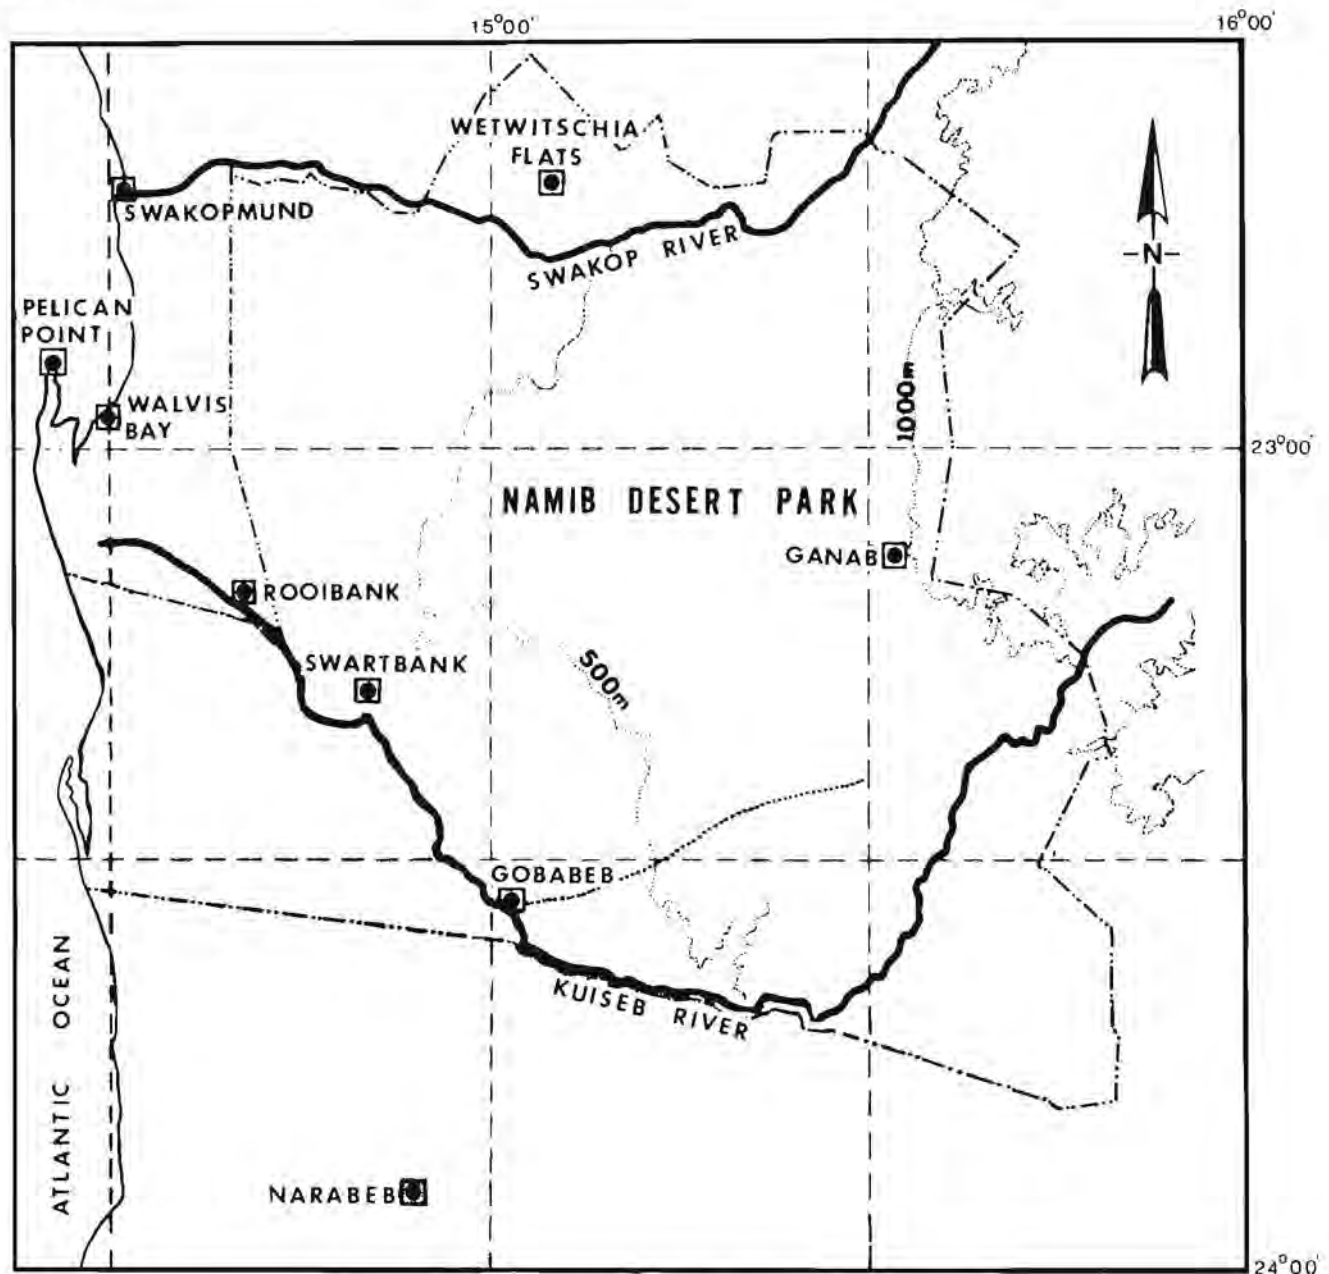 15°00'
16°00'
WETWITSCHIA
FLATS
SWAKOPMUND
SWAKOP RIVER
N
PELICAN
POINT
WALVIS
BAY
1000m
23°00'
NAMIB DESERT PARK
GANAB
ROOIBANK
SWARTBANK
500m
GOBABEB
KUISEB RIVER
ATLANTIC OCEAN
NARABEB
24°00'